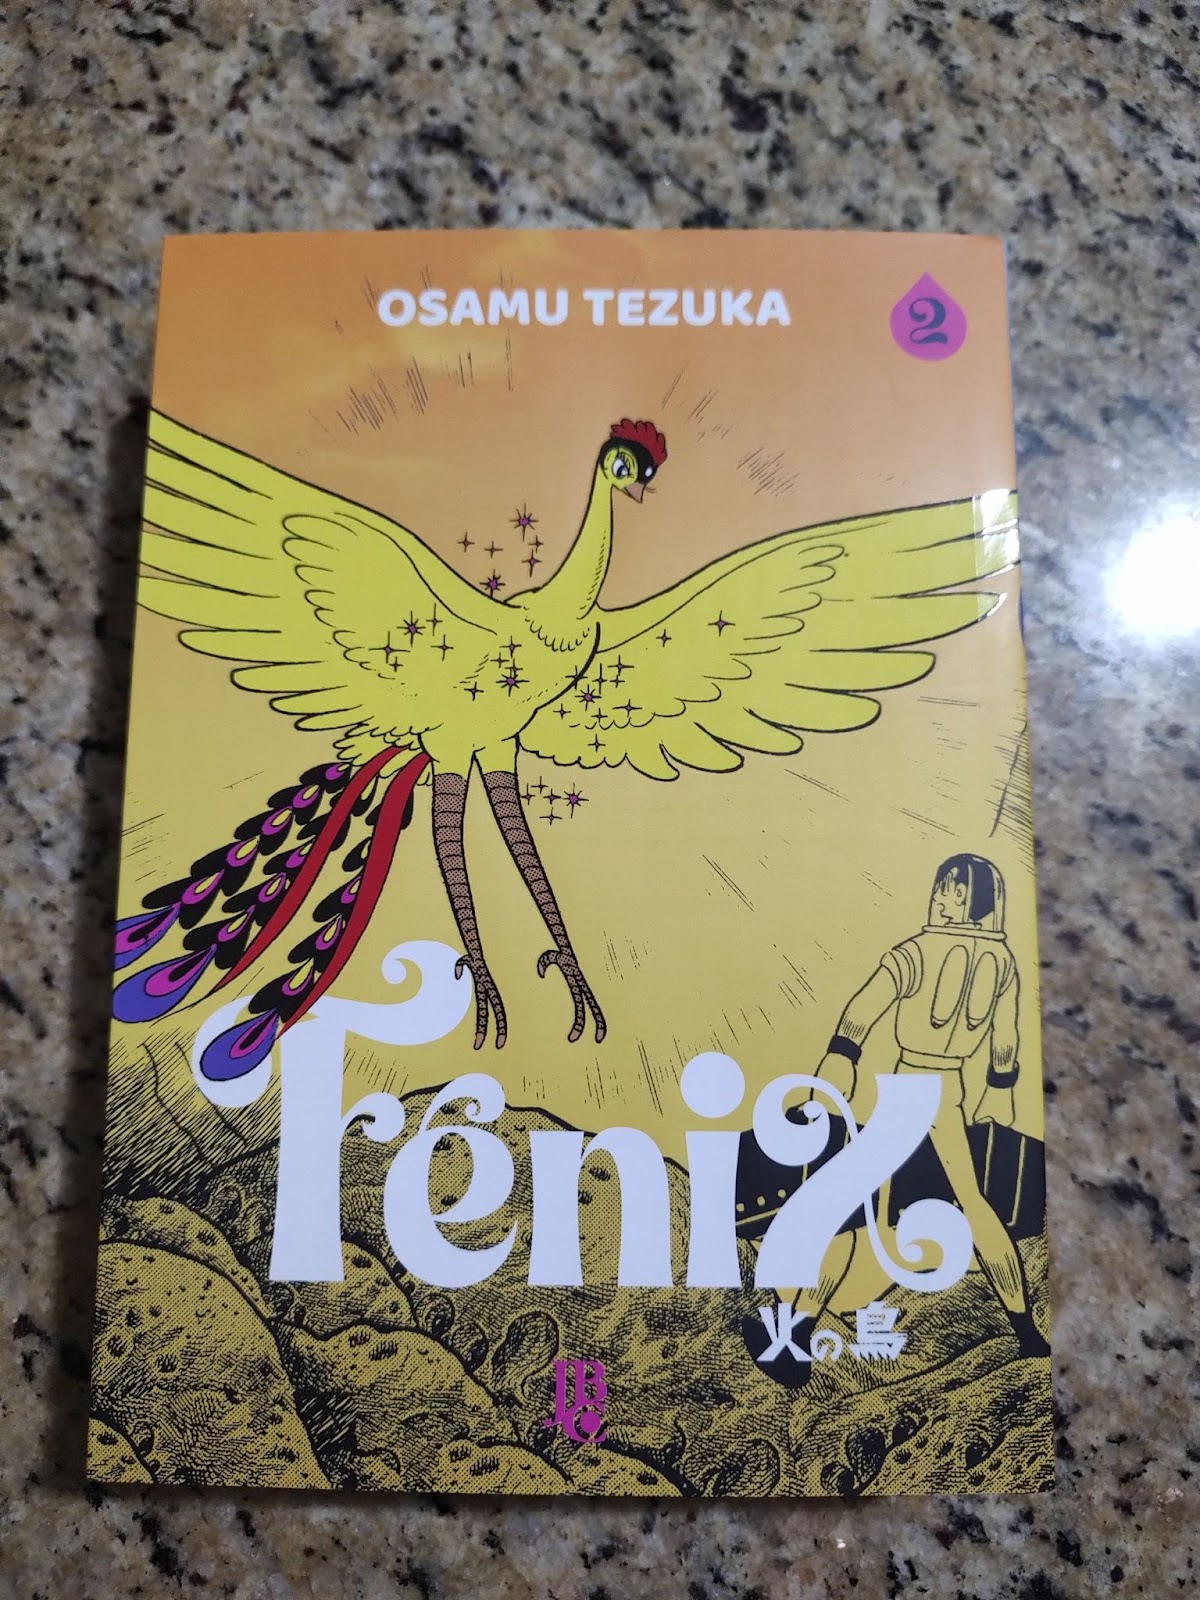 OSAMU TEZUKA
2
Fênix
火の鳥
JBC